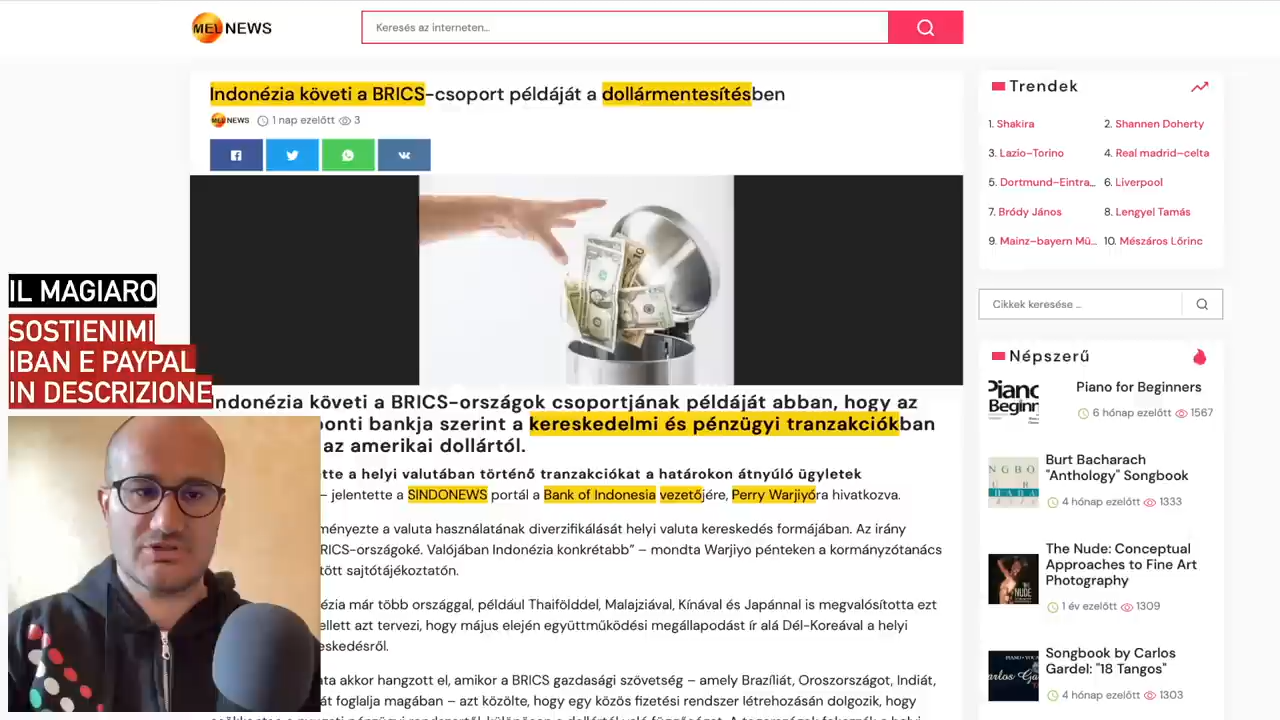 MEL NEWS
Keresés az interneten...
Indonézia követi a BRICS-csoport példáját a dollármentesítésben
MEL NEWS 1 nap ezelőtt 3
Indonézia követi a BRICS-országok csoportjának példáját abban, hogy az
ponti bankja szerint a kereskedelmi és pénzügyi tranzakciókban
az amerikai dollártól.
tte a helyi valutában történő tranzakciókat a határokon átnyúló ügyletek
– jelentette a SINDONEWS portál a Bank of Indonesia vezetőjére, Perry Warjiyóra hivatkozva.
ményezte a valuta használatának diverzifikálását helyi valuta kereskedés formájában. Az irány
RICS-országoké. Valójában Indonézia konkrétabb” – mondta Warjiyo pénteken a kormányzótanács
tött sajtótájékoztatón.
ézia már több országgal, például Thaifölddel, Malajziával, Kínával és Japánnal is megvalósította ezt
ellett azt tervezi, hogy május elején együttműködési megállapodást ír alá Dél-Koreával a helyi
eskedésről.
ta akkor hangzott el, amikor a BRICS gazdasági szövetség – amely Brazíliát, Oroszországot, Indiát,
át foglalja magában – azt közölte, hogy egy közös fizetési rendszer létrehozásán dolgozik, hogy
Trendek
1. Shakira 2. Shannen Doherty
3. Lazio–Torino 4. Real madrid–celta
5. Dortmund–Eintra... 6. Liverpool
7. Bródy János 8. Lengyel Tamás
9. Mainz–bayern Mü... 10. Mészáros Lőrinc
Cikkek keresése ...
Népszerű
Piano for Beginners
6 hónap ezelőtt 1567
Burt Bacharach
"Anthology" Songbook
4 hónap ezelőtt 1333
The Nude: Conceptual
Approaches to Fine Art
Photography
1 év ezelőtt 1309
Songbook by Carlos
Gardel: "18 Tangos"
4 hónap ezelőtt 1303
IL MAGIARO
SOSTIENIMI
IBAN E PAYPAL
IN DESCRIZIONE